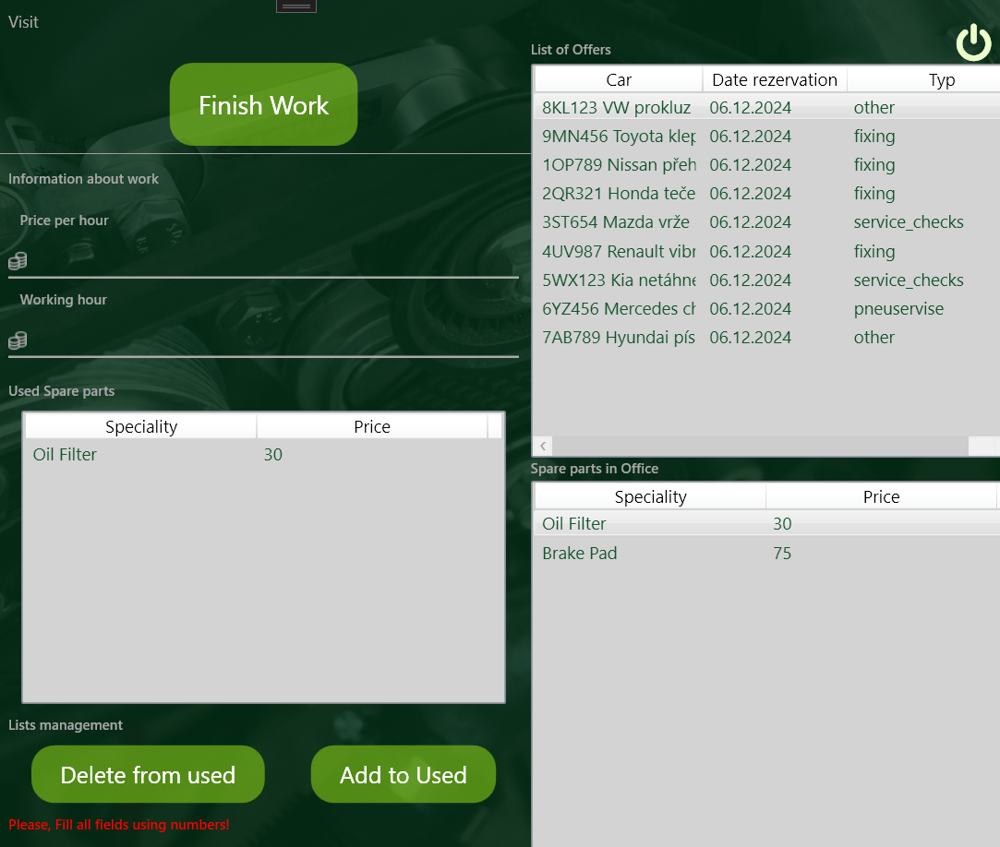 Visit
Finish Work
Information about work
Price per hour
Working hour
Used Spare parts
Speciality Price
Oil Filter 30
Lists management
Delete from used Add to Used
Please, Fill all fields using numbers!
List of Offers
Car Date rezervation Typ
8KL123 VW prokluz 06.12.2024 other
9MN456 Toyota klep 06.12.2024 fixing
1OP789 Nissan přeh 06.12.2024 fixing
2QR321 Honda teče 06.12.2024 fixing
3ST654 Mazda vrže 06.12.2024 service_checks
4UV987 Renault vibr 06.12.2024 fixing
5WX123 Kia netáhne 06.12.2024 service_checks
6YZ456 Mercedes ch 06.12.2024 pneuservise
7AB789 Hyundai pís 06.12.2024 other
Spare parts in Office
Speciality Price
Oil Filter 30
Brake Pad 75